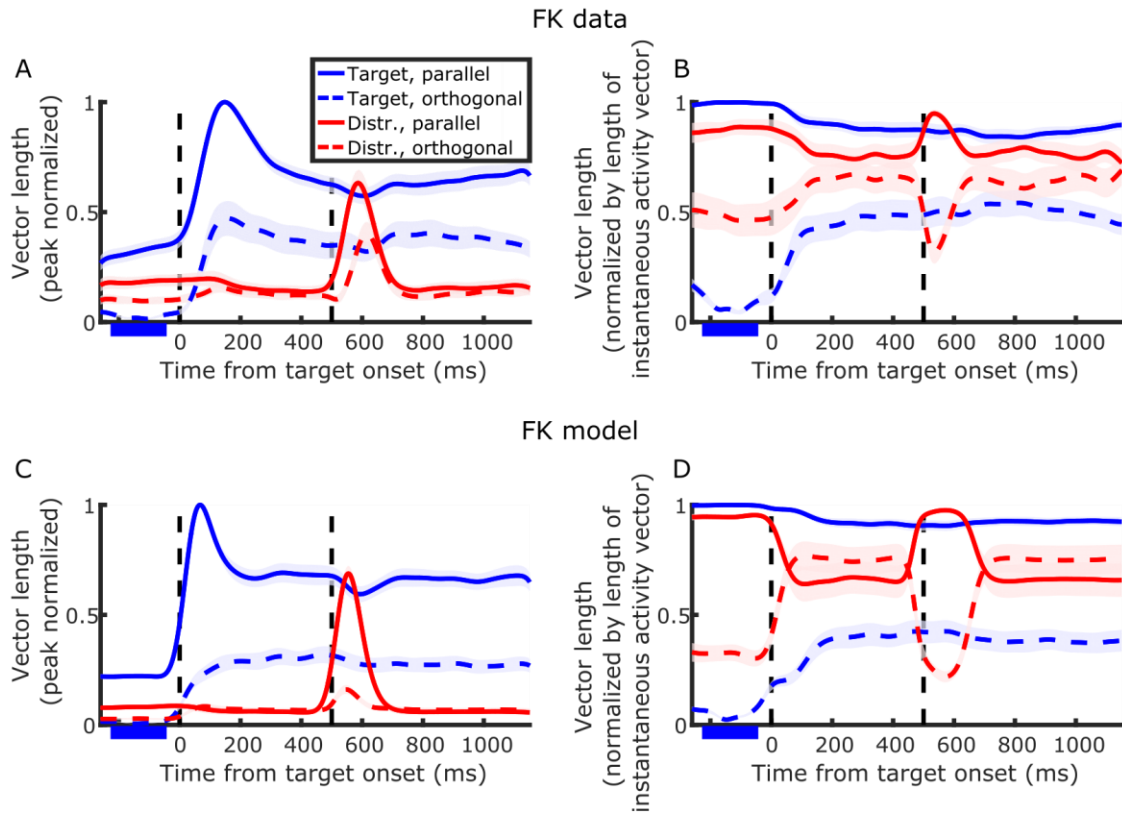 FK data
A
Target, parallel
Target, orthogonal
Distr., parallel
Distr., orthogonal
Vector length
(peak normalized)
1
0.5
0
0 200 400 600 800 1000
Time from target onset (ms)
B
Vector length
(normalized by length of
instantaneous activity vector)
1
0.5
0
0 200 400 600 800 1000
Time from target onset (ms)
FK model
C
Vector length
(peak normalized)
1
0.5
0
0 200 400 600 800 1000
Time from target onset (ms)
D
Vector length
(normalized by length of
instantaneous activity vector)
1
0.5
0
0 200 400 600 800 1000
Time from target onset (ms)